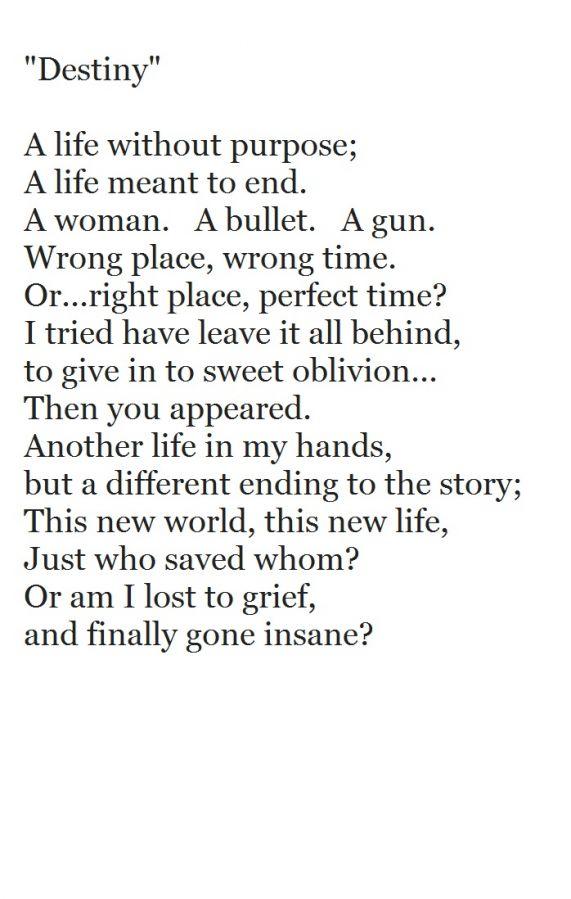 "Destiny"
A life without purpose;
A life meant to end.
A woman.   A bullet.   A gun.
Wrong place, wrong time.
Or...right place, perfect time?
I tried have leave it all behind,
to give in to sweet oblivion...
Then you appeared.
Another life in my hands,
but a different ending to the story;
This new world, this new life,
Just who saved whom?
Or am I lost to grief,
and finally gone insane?